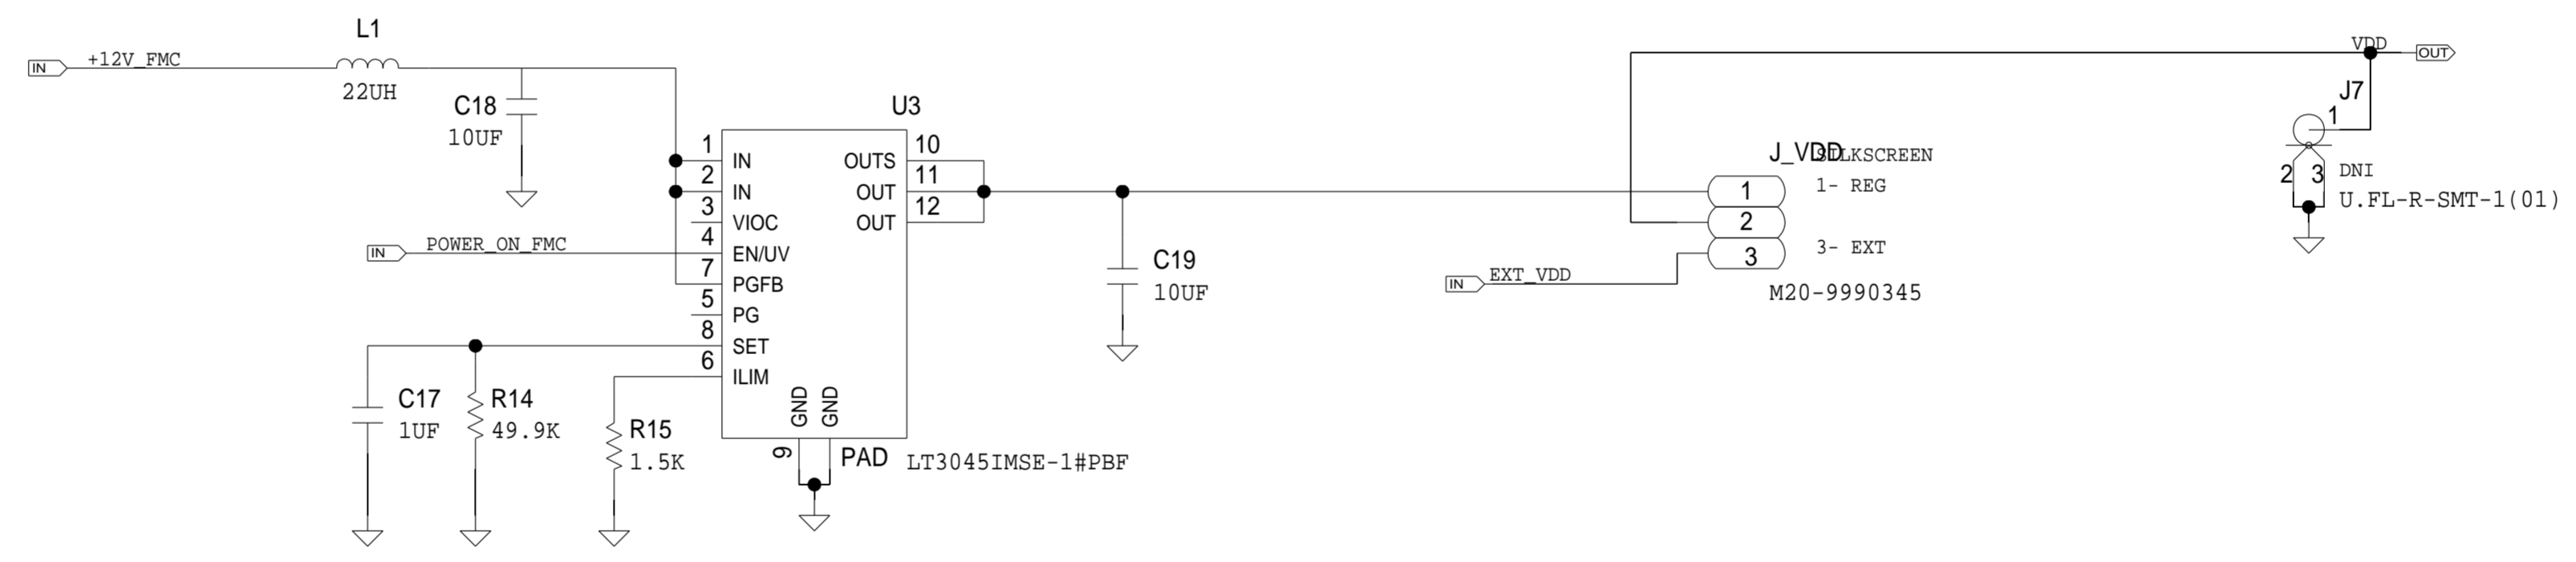 L1
IN
+12V_FMC
22UH
C18
10UF
U3
1
IN
2
IN
3
VIOC
4
EN/UV
7
PGFB
5
PG
8
SET
6
ILIM
OUTS
10
OUT
11
OUT
12
GND
GND
9
PAD
LT3045IMSE-1#PBF
IN
POWER_ON_FMC
C17
1UF
R14
49.9K
R15
1.5K
C19
10UF
J_VDD
SILKSCREEN
1
1- REG
2
3
3- EXT
M20-9990345
IN
EXT_VDD
VDD
OUT
J7
1
2
3
DNI
U.FL-R-SMT-1(01)